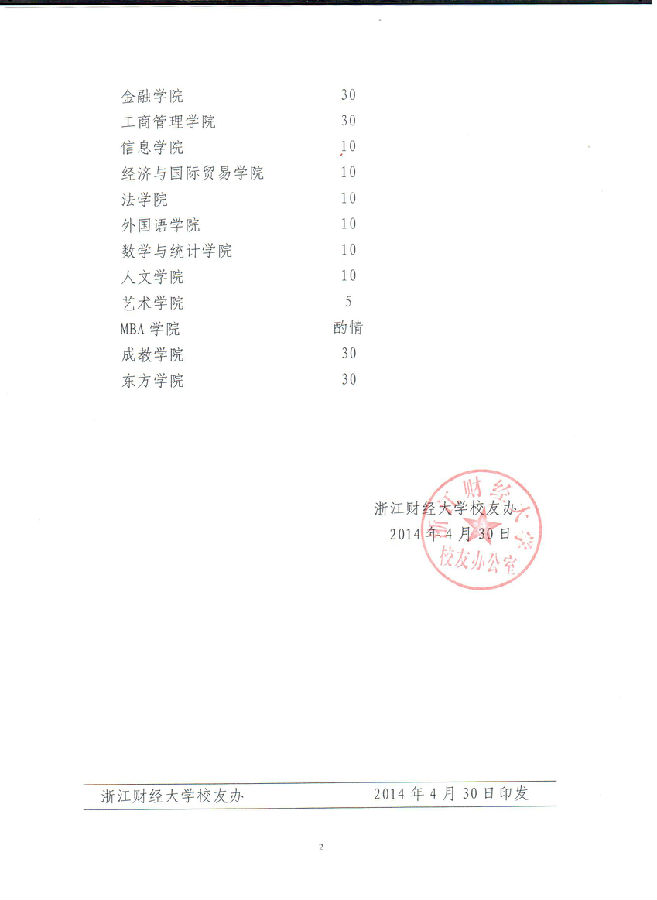 金融学院 30
工商管理学院 30
信息学院 10
经济与国际贸易学院 10
法学院 10
外国语学院 10
数学与统计学院 10
人文学院 10
艺术学院 5
MBA 学院 酌情
成教学院 30
东方学院 30
浙江财经大学校友办
2014 年 4 月 30 日
浙江财经大学
校友办公室
浙江财经大学校友办 2014 年 4 月 30 日印发
2